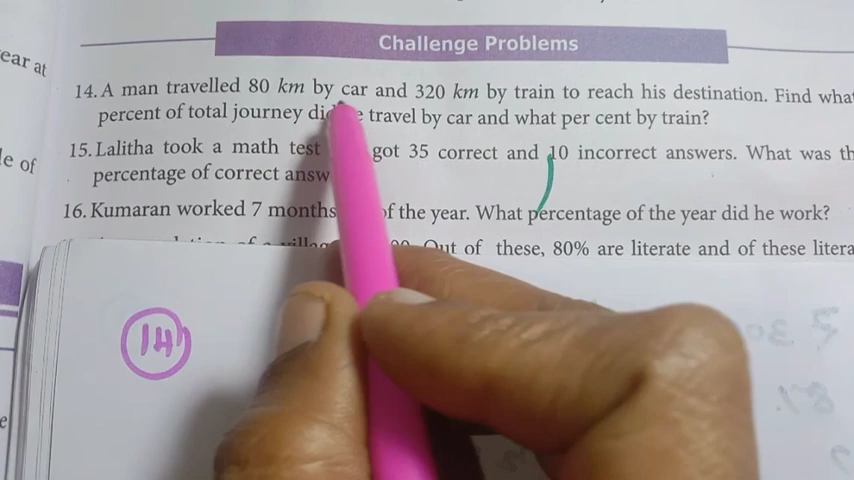 ear at
Challenge Problems
14. A man travelled 80 km by car and 320 km by train to reach his destination. Find wha
percent of total journey di e travel by car and what per cent by train?
15. Lalitha took a math test got 35 correct and 10 incorrect answers. What was th
le of
percentage of correct answ
16. Kumaran worked 7 months of the year. What percentage of the year did he work?
Out of these, 80% are literate and of these litera
14